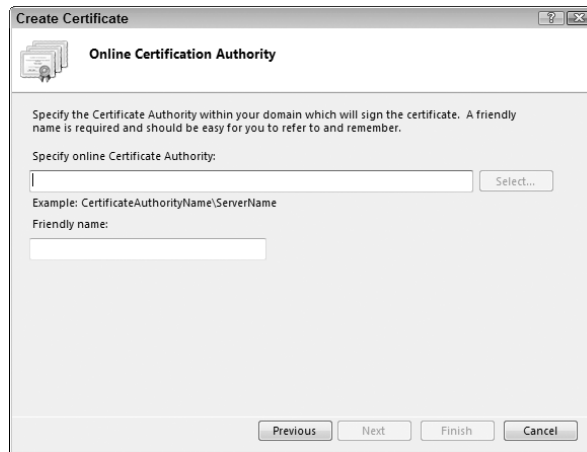 Create Certificate
Online Certification Authority
Specify the Certificate Authority within your domain which will sign the certificate. A friendly
name is required and should be easy for you to refer to and remember.
Specify online Certificate Authority:
Select...
Example: CertificateAuthorityName\ServerName
Friendly name:
Previous Next Finish Cancel